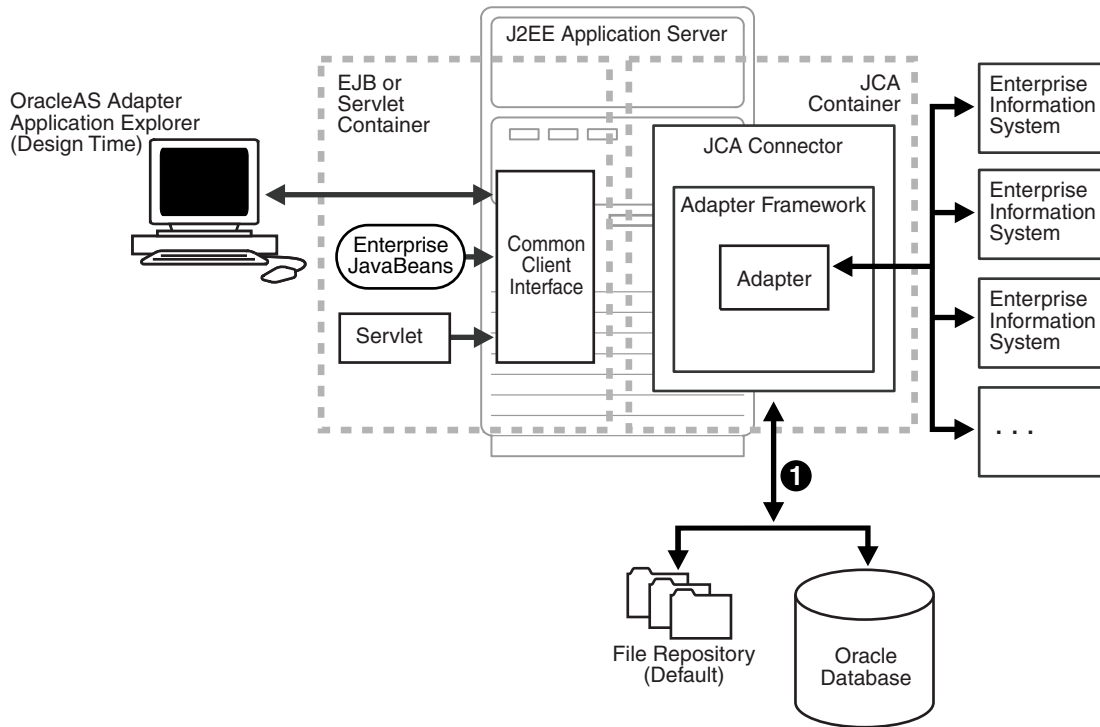 J2EE Application Server
EJB or
Servlet
Container
JCA
Container
OracleAS Adapter
Application Explorer
(Design Time)
JCA Connector
Adapter Framework
Adapter
Enterprise
JavaBeans
Common
Client
Interface
Servlet
Enterprise
Information
System
Enterprise
Information
System
Enterprise
Information
System
. . .
1
File Repository
(Default)
Oracle
Database